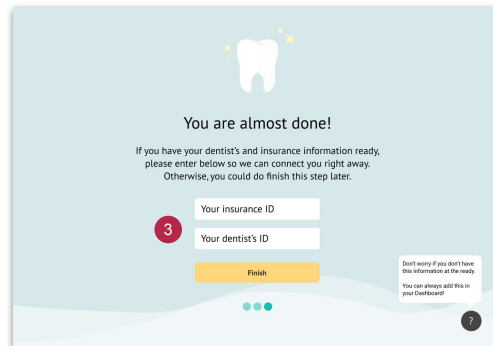 You are almost done!
If you have your dentist's and insurance information ready,
please enter below so we can connect you right away.
Otherwise, you could do finish this step later.
Your insurance ID
3
Your dentist's ID
Finish
Don't worry if you don't have
this information at the ready.
You can always add this in
your Dashboard!
?